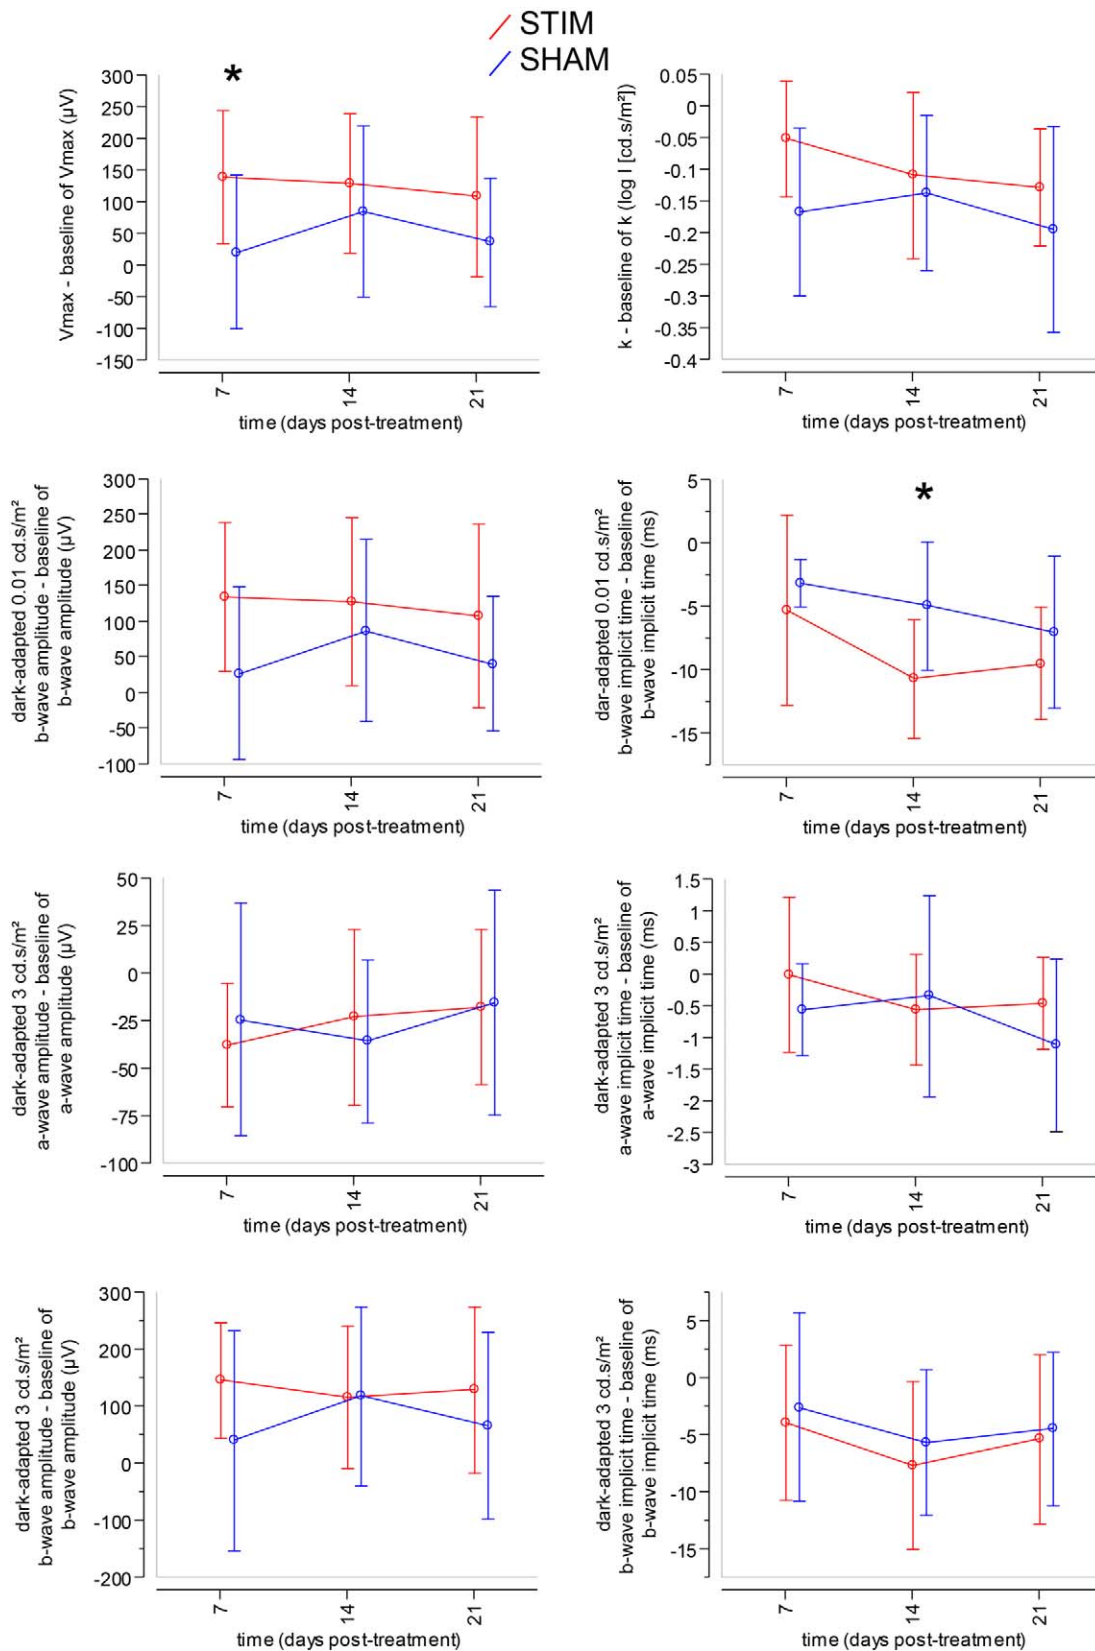 STIM
SHAM
*
Vmax - baseline of Vmax (µV)
300
250
200
150
100
50
0
-50
-100
-150
7
14
21
time (days post-treatment)
k - baseline of k (log I [cd.s/m²])
0.05
0
-0.05
-0.1
-0.15
-0.2
-0.25
-0.3
-0.35
-0.4
7
14
21
time (days post-treatment)
dark-adapted 0.01 cd.s/m²
b-wave amplitude - baseline of
b-wave amplitude (µV)
300
250
200
150
100
50
0
-50
-100
7
14
21
time (days post-treatment)
*
dar-adapted 0.01 cd.s/m²
b-wave implicit time - baseline of
b-wave implicit time (ms)
5
0
-5
-10
-15
7
14
21
time (days post-treatment)
dark-adapted 3 cd.s/m²
a-wave amplitude - baseline of
a-wave amplitude (µV)
50
25
0
-25
-50
-75
-100
7
14
21
time (days post-treatment)
dark-adapted 3 cd.s/m²
a-wave implicit time - baseline of
a-wave implicit time (ms)
1.5
1
0.5
0
-0.5
-1
-1.5
-2
-2.5
-3
7
14
21
time (days post-treatment)
dark-adapted 3 cd.s/m²
b-wave amplitude - baseline of
b-wave amplitude (µV)
300
200
100
0
-100
-200
7
14
21
time (days post-treatment)
dark-adapted 3 cd.s/m²
b-wave implicit time - baseline of
b-wave implicit time (ms)
5
0
-5
-10
-15
7
14
21
time (days post-treatment)